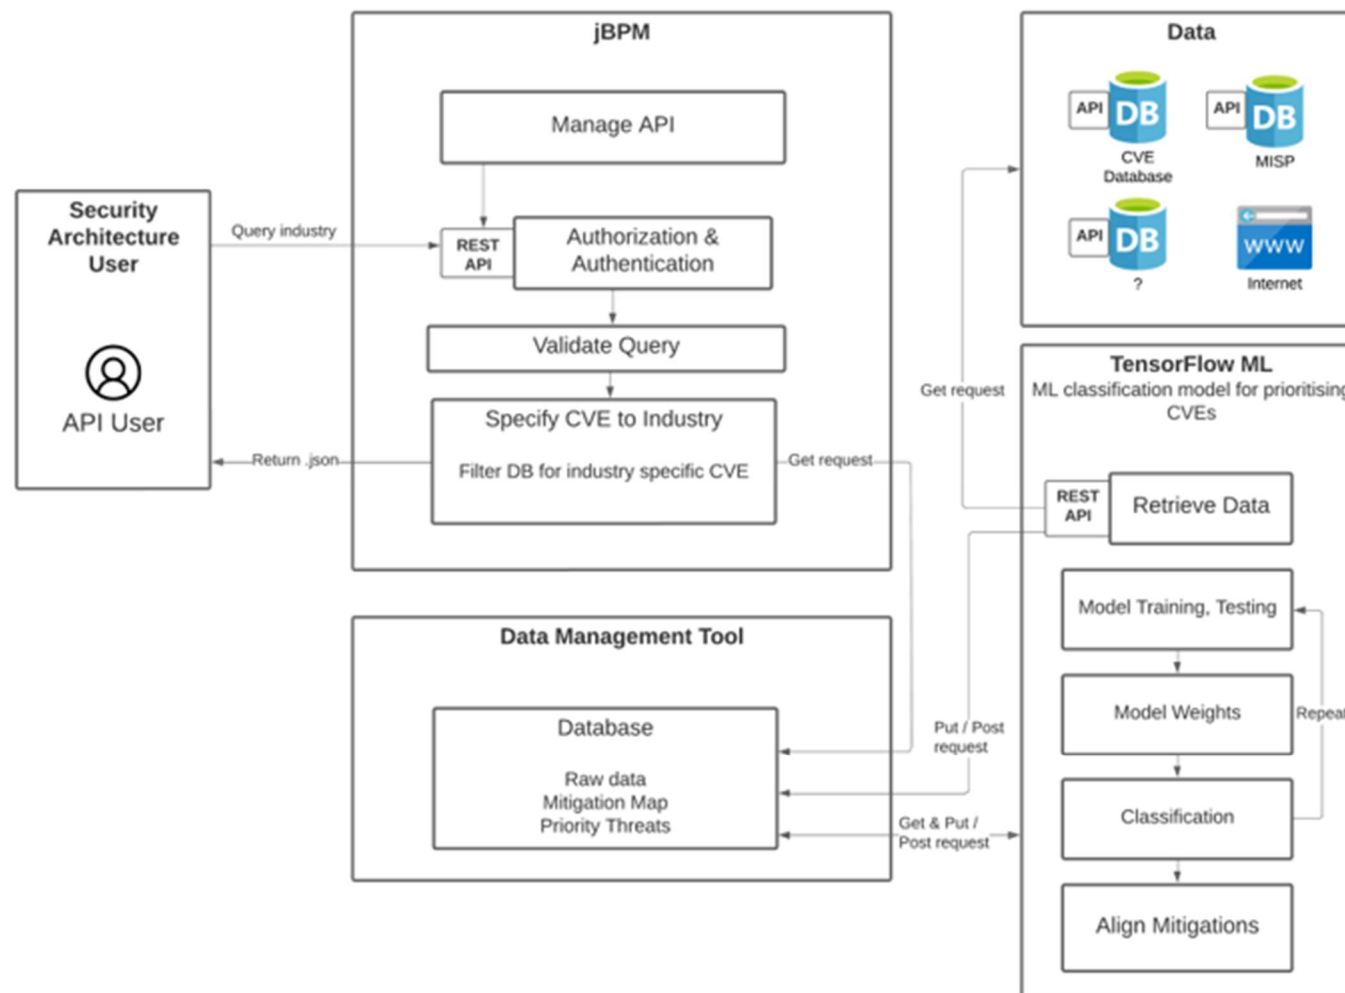 jBPM
Manage API
REST
API
Authorization &
Authentication
Validate Query
Specify CVE to Industry
Filter DB for industry specific CVE
Security
Architecture
User
API User
Query industry
Return .json
Get request
Data Management Tool
Database
Raw data
Mitigation Map
Priority Threats
Get request
Put / Post
request
Get & Put /
Post request
Data
API
DB
CVE
Database
API
DB
MISP
API
DB
?
www
Internet
TensorFlow ML
ML classification model for prioritising
CVEs
REST
API
Retrieve Data
Model Training, Testing
Model Weights
Repeat
Classification
Align Mitigations